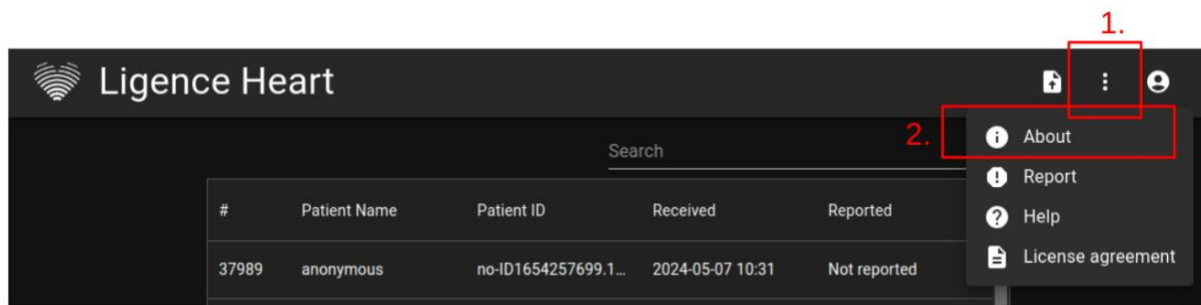 1.
Ligence Heart
2.
About
Search
Report
# Patient Name Patient ID Received Reported
Help
37989 anonymous no-ID1654257699.1... 2024-05-07 10:31 Not reported
License agreement